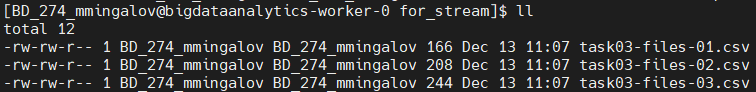 [BD_274_mmingalov@bigdataanalytics-worker-0 for_stream]$ ll
total 12
-rw-rw-r-- 1 BD_274_mmingalov BD_274_mmingalov 166 Dec 13 11:07 task03-files-01.csv
-rw-rw-r-- 1 BD_274_mmingalov BD_274_mmingalov 208 Dec 13 11:07 task03-files-02.csv
-rw-rw-r-- 1 BD_274_mmingalov BD_274_mmingalov 244 Dec 13 11:07 task03-files-03.csv